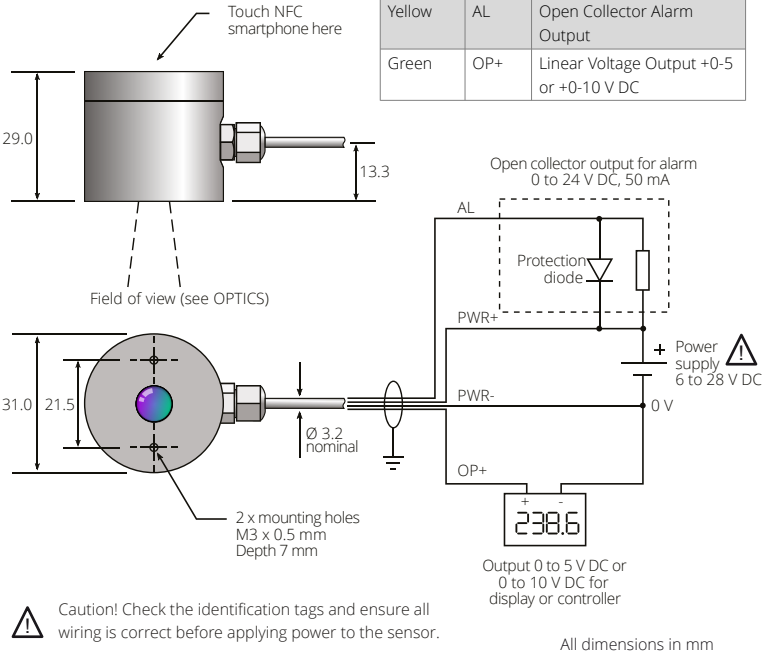 Touch NFC
smartphone here
Yellow AL Open Collector Alarm
Output
Green OP+ Linear Voltage Output +0-5
or +0-10 V DC
29.0
13.3
Field of view (see OPTICS)
Open collector output for alarm
0 to 24 V DC, 50 mA
AL
Protection
diode
PWR+
+ Power
supply
6 to 28 V DC
!
PWR-
0 V
31.0
21.5
Ø 3.2
nominal
OP+
+ -
238.6
2 x mounting holes
M3 x 0.5 mm
Depth 7 mm
Output 0 to 5 V DC or
0 to 10 V DC for
display or controller
! Caution! Check the identification tags and ensure all
wiring is correct before applying power to the sensor.
All dimensions in mm